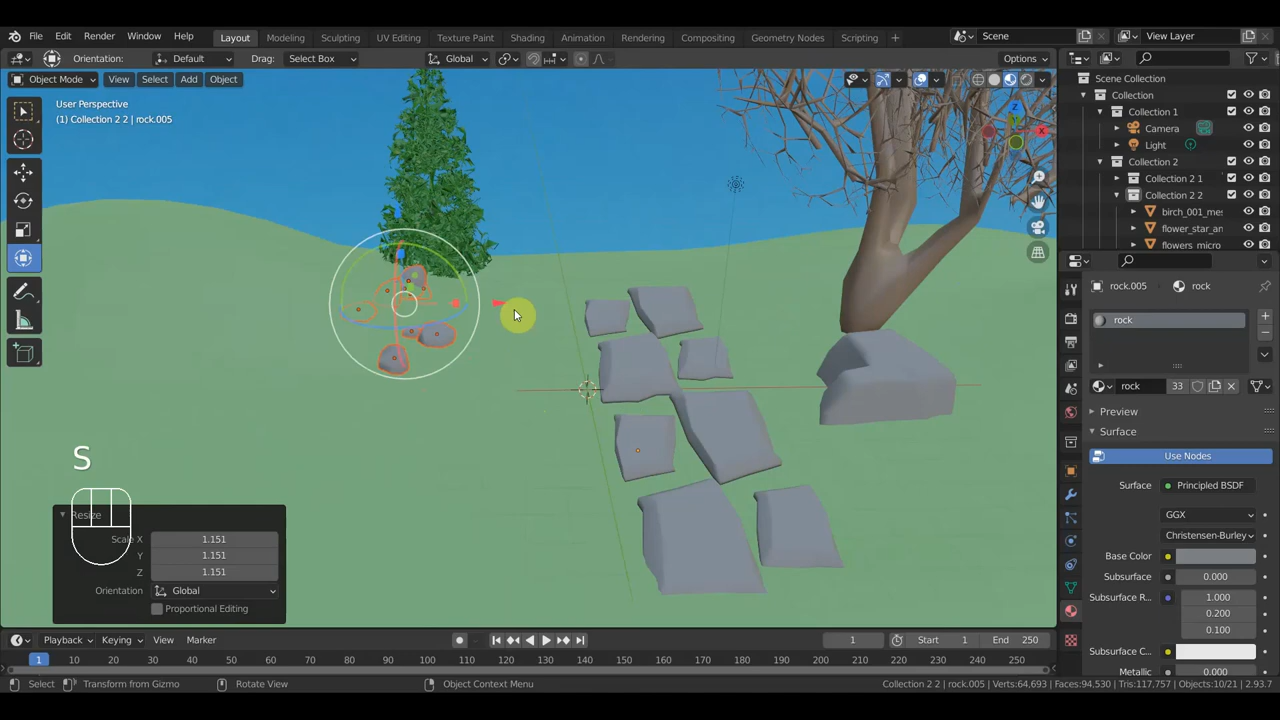 File Edit Render Window Help Layout Modeling Sculpting UV Editing Texture Paint Shading Animation Rendering Compositing Geometry Nodes Scripting Scene View Layer
Orientation: Default Drag: Select Box Global Options
Object Mode View Select Add Object
User Perspective
(1) Collection 2 2 | rock.005
Z
X
S
Resize
Scale X 1.151
Y 1.151
Z 1.151
Orientation Global
Proportional Editing
Scene Collection
Collection
Collection 1
Camera
Light
Collection 2
Collection 2 1
Collection 2 2
birch_001_mes
flower_star_an
flowers_micro
rock.005 rock
rock
rock 33
Preview
Surface
Use Nodes
Surface Principled BSDF
GGX
Christensen-Burley
Base Color
Subsurface 0.000
Subsurface R... 1.000
0.200
0.100
Subsurface C...
Metallic 0.000
Playback Keying View Marker 1 Start 1 End 250
1 10 20 30 40 50 60 70 80 90 100 110 120 130 140 150 160 170 180 190 200 210 220 230 240 250
Select Transform from Gizmo Rotate View Object Context Menu Collection 2 2 | rock.005 | Verts:64,693 | Faces:94,530 | Tris:117,757 | Objects:10/21 | 2.93.7